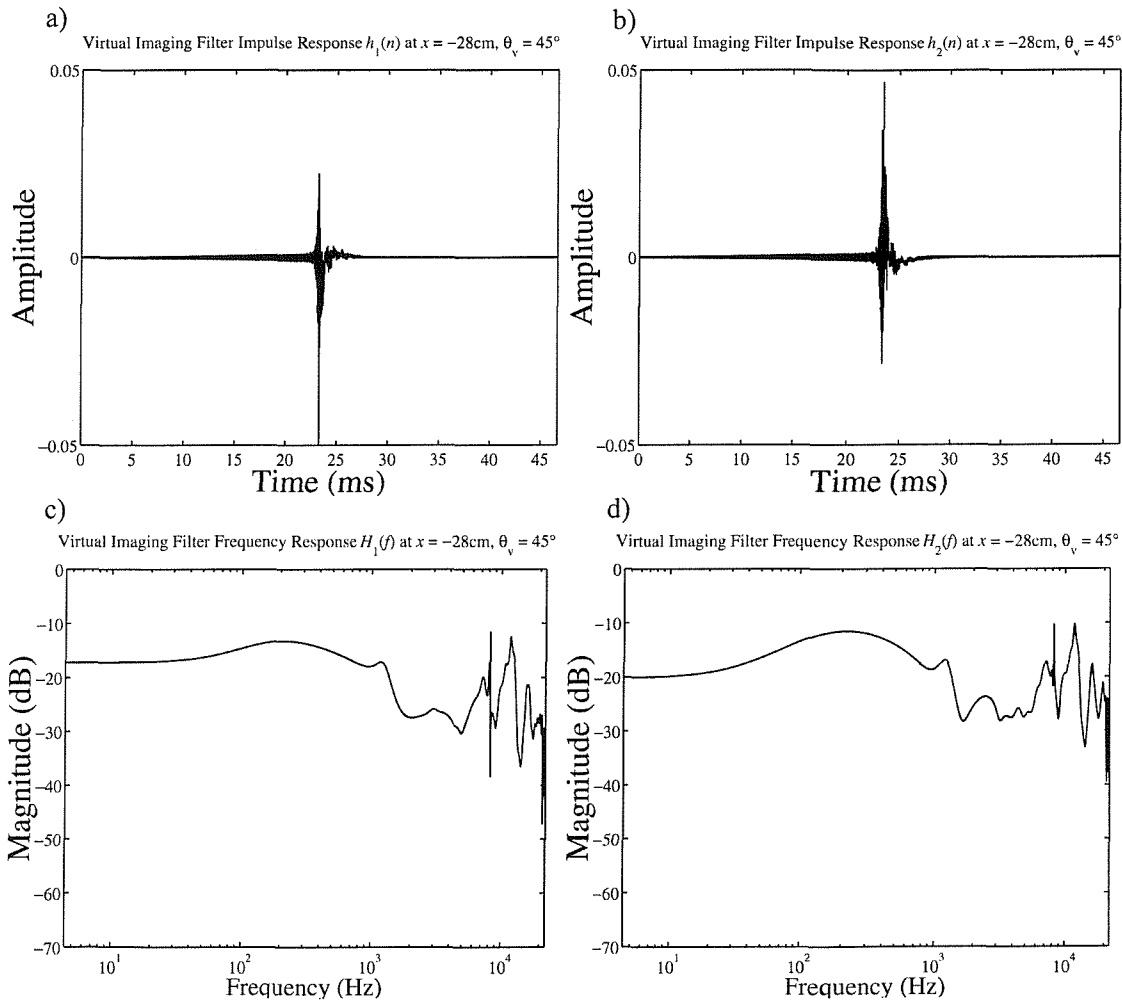 a)
Virtual Imaging Filter Impulse Response h₁(n) at x = −28cm, θᵥ = 45°
0.05
0
−0.05
Amplitude
0 5 10 15 20 25 30 35 40 45
Time (ms)
b)
Virtual Imaging Filter Impulse Response h₂(n) at x = −28cm, θᵥ = 45°
0.05
0
−0.05
Amplitude
0 5 10 15 20 25 30 35 40 45
Time (ms)
c)
Virtual Imaging Filter Frequency Response H₁(f) at x = −28cm, θᵥ = 45°
0
−10
−20
−30
−40
−50
−60
−70
Magnitude (dB)
10¹ 10² 10³ 10⁴
Frequency (Hz)
d)
Virtual Imaging Filter Frequency Response H₂(f) at x = −28cm, θᵥ = 45°
0
−10
−20
−30
−40
−50
−60
−70
Magnitude (dB)
10¹ 10² 10³ 10⁴
Frequency (Hz)